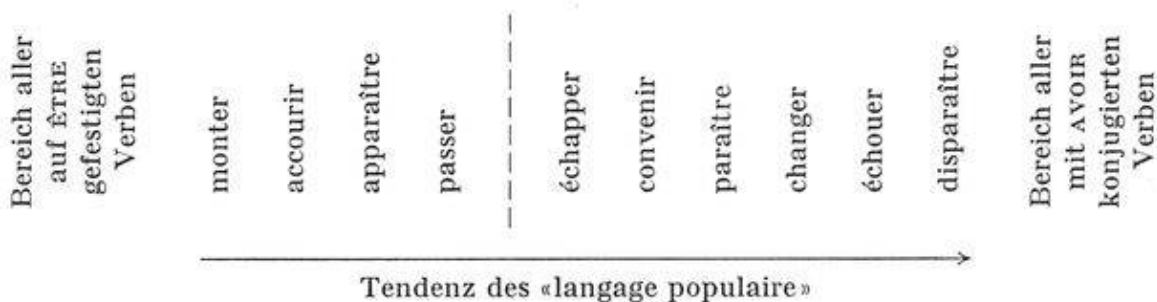 Bereich aller
auf ÊTRE
gefestigten
Verben
monter
accourir
apparaître
passer
échapper
convenir
paraître
changer
échouer
disparaître
Bereich aller
mit AVOIR
konjugierten
Verben
Tendenz des «langage populaire»